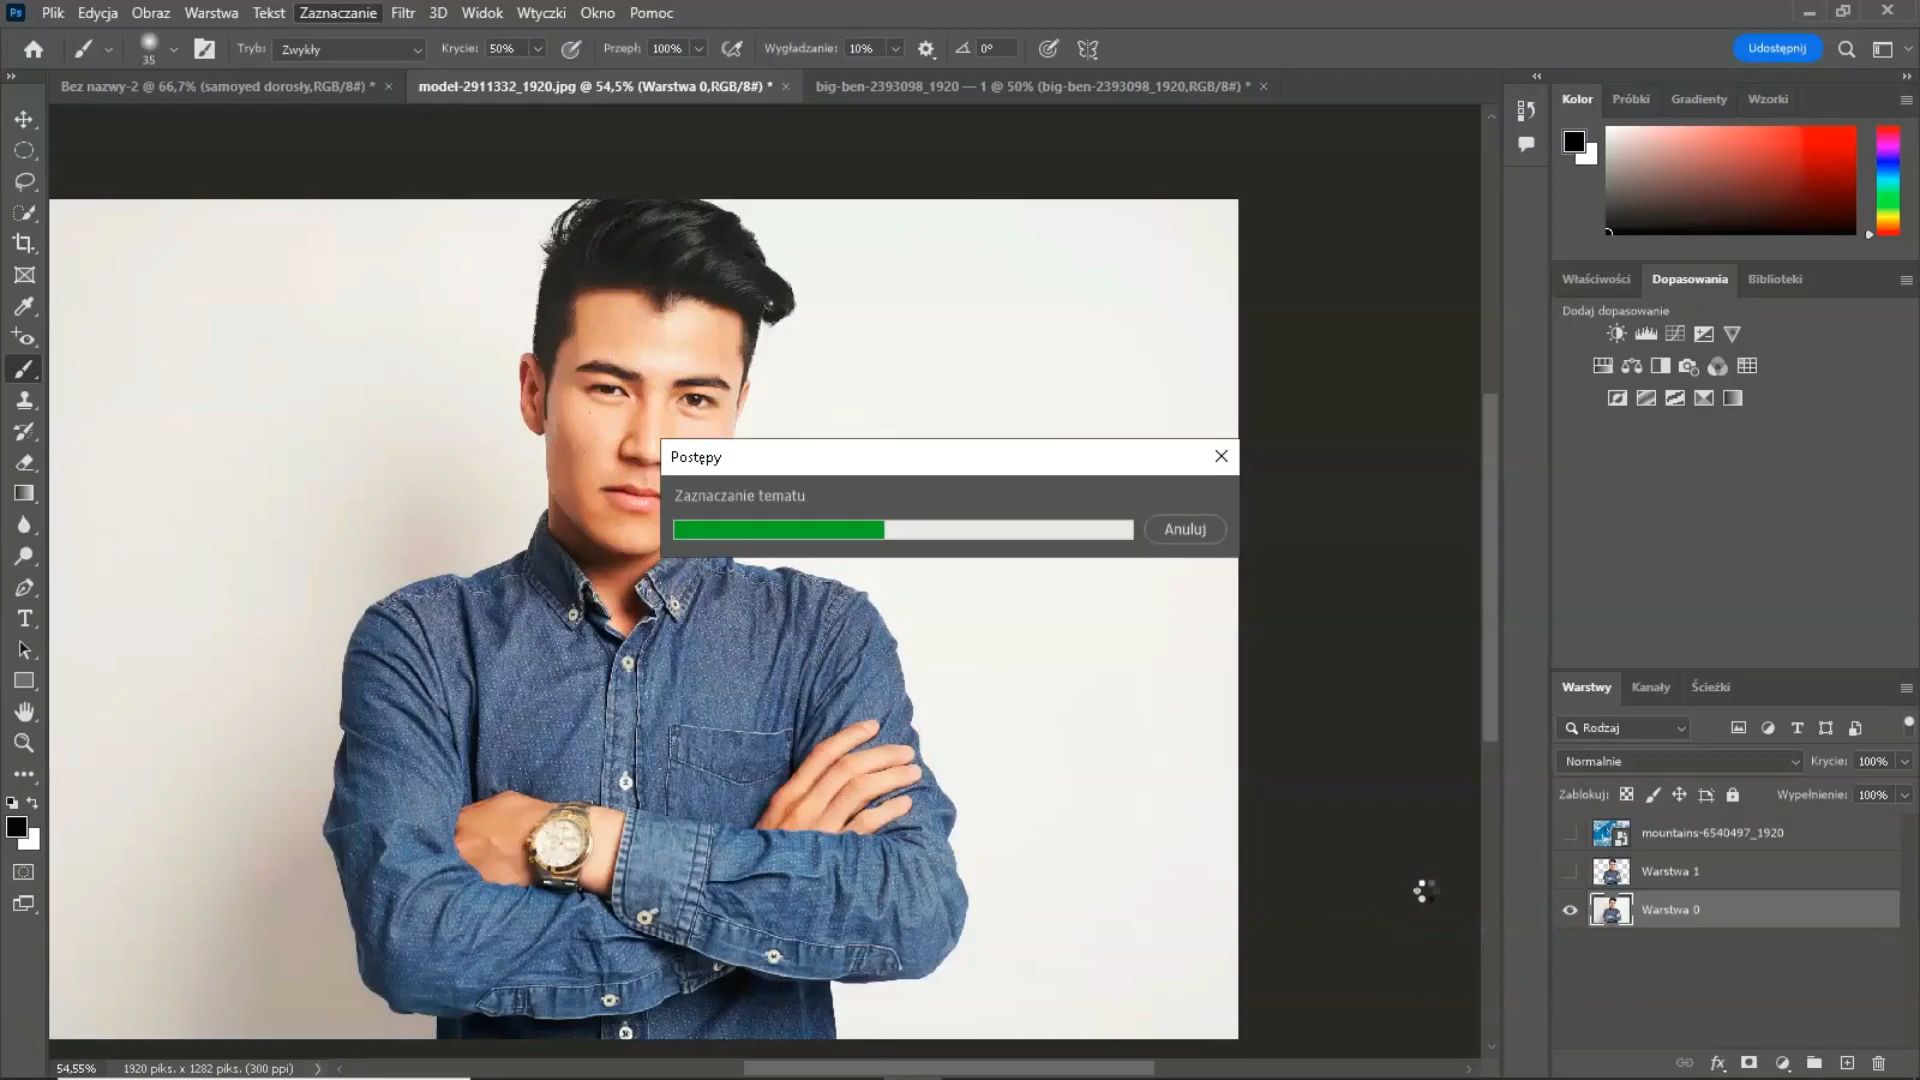 Ps Plik Edycja Obraz Warstwa Tekst Zaznaczanie Filtr 3D Widok Wtyczki Okno Pomoc
35 Tryb: Zwykły Krycie: 50% Przepł: 100% Wygładzanie: 10% 0° Udostępnij
Bez nazwy-2 @ 66,7% (samoyed dorosły,RGB/8#) * model-2911332_1920.jpg @ 54,5% (Warstwa 0,RGB/8#) * big-ben-2393098_1920 — 1 @ 50% (big-ben-2393098_1920,RGB/8#) *
Kolor Próbki Gradienty Wzorki
Właściwości Dopasowania Biblioteki
Dodaj dopasowanie
Postępy
Zaznaczanie tematu
Anuluj
Warstwy Kanały Ścieżki
Rodzaj
Normalnie Krycie: 100%
Zablokuj: Wypełnienie: 100%
mountains-6540497_1920
Warstwa 1
Warstwa 0
54,55% 1920 piks. x 1282 piks. (300 ppi)